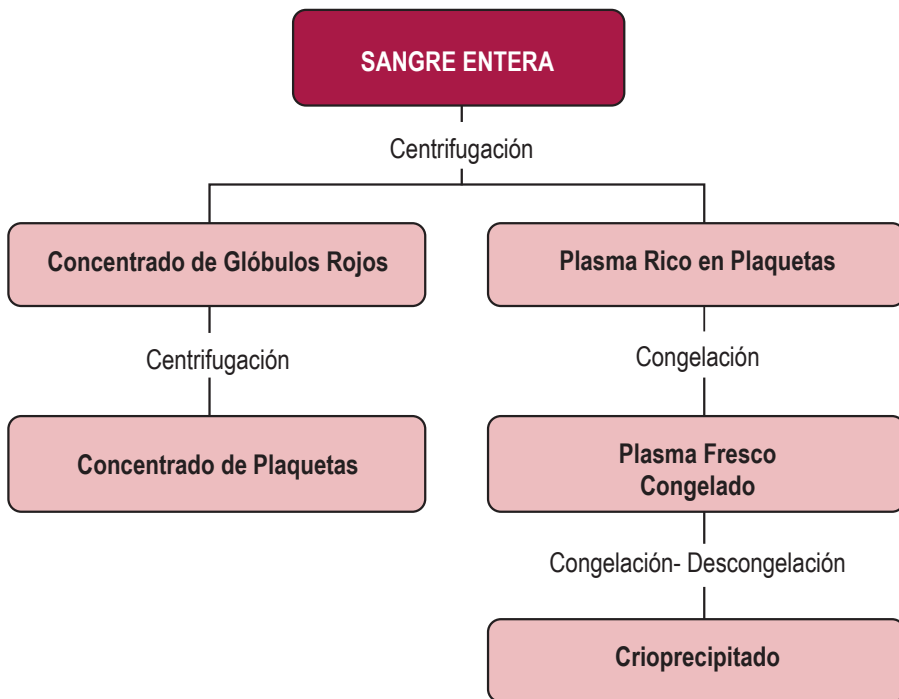 SANGRE ENTERA
Centrifugación
Concentrado de Glóbulos Rojos
Plasma Rico en Plaquetas
Centrifugación
Congelación
Concentrado de Plaquetas
Plasma Fresco
Congelado
Congelación- Descongelación
Crioprecipitado